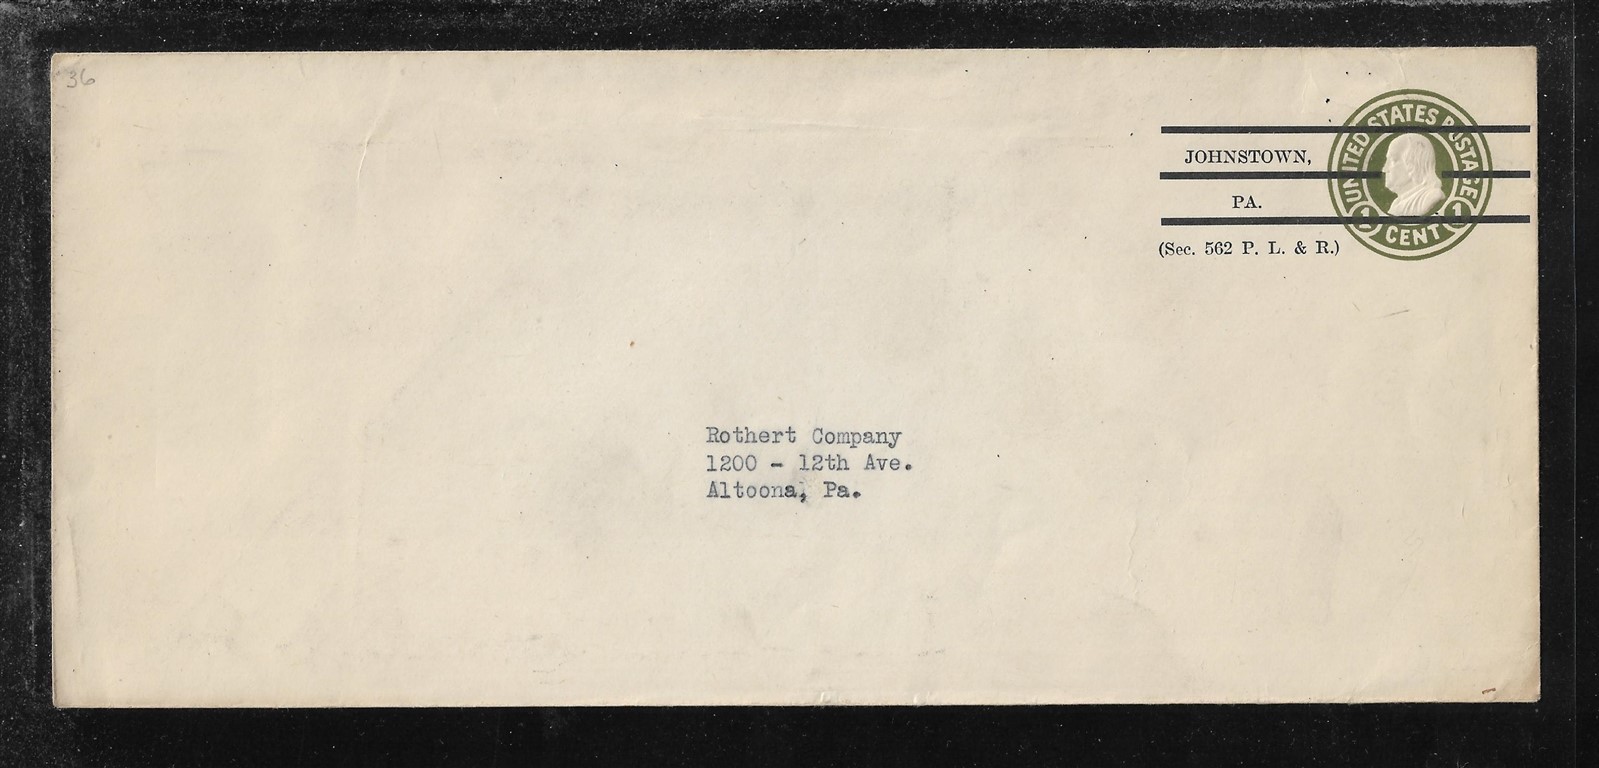 36
UNITED STATES POSTAGE
JOHNSTOWN,
PA.
1 CENT 1
(Sec. 562 P. L. & R.)
Rothert Company
1200 - 12th Ave.
Altoona, Pa.